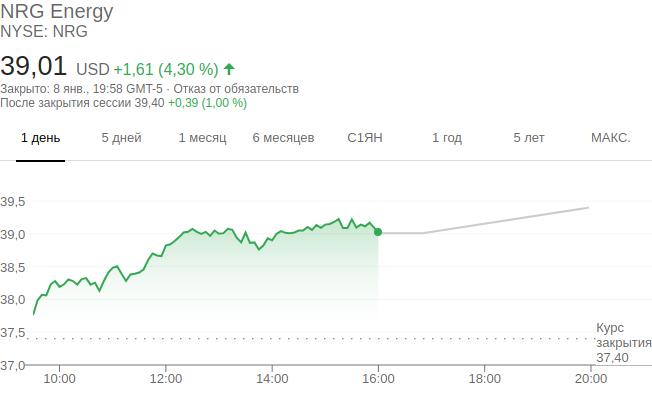 NRG Energy
NYSE: NRG
39,01 USD +1,61 (4,30 %)
Закрыто: 8 янв., 19:58 GMT-5 · Отказ от обязательств
После закрытия сессии 39,40 +0,39 (1,00 %)
1 день 5 дней 1 месяц 6 месяцев С1ЯН 1 год 5 лет МАКС.
39,5
39,0
38,5
38,0
37,5
Курс
закрытия
37,40
37,0
10:00 12:00 14:00 16:00 18:00 20:00